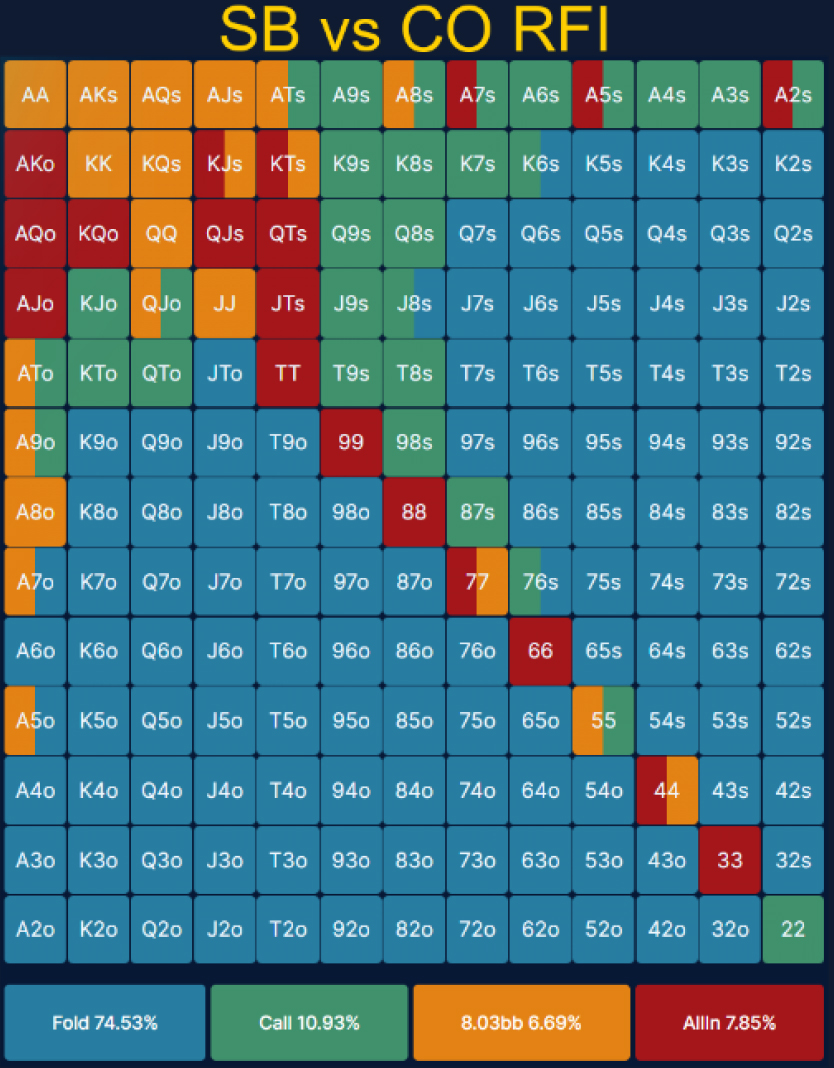 SB vs CO RFI
AA AKs AQs AJs ATs A9s A8s A7s A6s A5s A4s A3s A2s
AKo KK KQs KJs KTs K9s K8s K7s K6s K5s K4s K3s K2s
AQo KQo QQ QJs QTs Q9s Q8s Q7s Q6s Q5s Q4s Q3s Q2s
AJo KJo QJo JJ JTs J9s J8s J7s J6s J5s J4s J3s J2s
ATo KTo QTo JTo TT T9s T8s T7s T6s T5s T4s T3s T2s
A9o K9o Q9o J9o T9o 99 98s 97s 96s 95s 94s 93s 92s
A8o K8o Q8o J8o T8o 98o 88 87s 86s 85s 84s 83s 82s
A7o K7o Q7o J7o T7o 97o 87o 77 76s 75s 74s 73s 72s
A6o K6o Q6o J6o T6o 96o 86o 76o 66 65s 64s 63s 62s
A5o K5o Q5o J5o T5o 95o 85o 75o 65o 55 54s 53s 52s
A4o K4o Q4o J4o T4o 94o 84o 74o 64o 54o 44 43s 42s
A3o K3o Q3o J3o T3o 93o 83o 73o 63o 53o 43o 33 32s
A2o K2o Q2o J2o T2o 92o 82o 72o 62o 52o 42o 32o 22
Fold 74.53% Call 10.93% 8.03bb 6.69% AllIn 7.85%